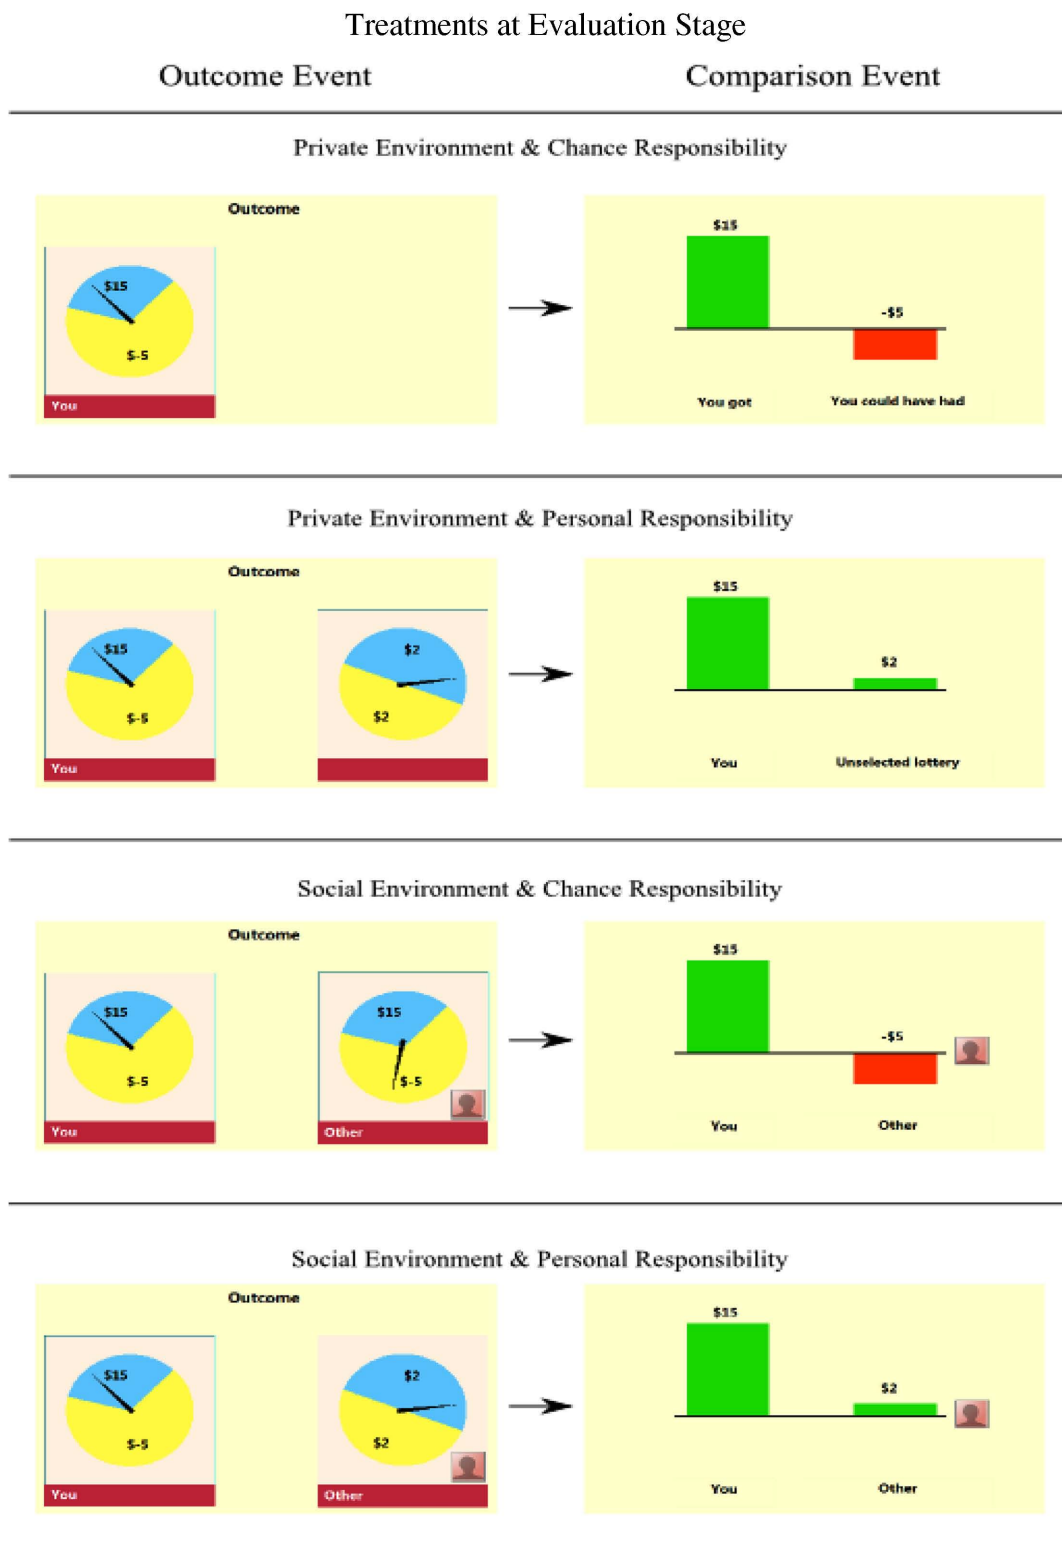 Treatments at Evaluation Stage
Outcome Event
Comparison Event
Private Environment & Chance Responsibility
Outcome
$15
$-5
You
$15
-$5
You got
You could have had
Private Environment & Personal Responsibility
Outcome
$15
$-5
You
$2
$2
$15
$2
You
Unselected lottery
Social Environment & Chance Responsibility
Outcome
$15
$-5
You
$15
$-5
Other
$15
-$5
You
Other
Social Environment & Personal Responsibility
Outcome
$15
$-5
You
$2
$2
Other
$15
$2
You
Other